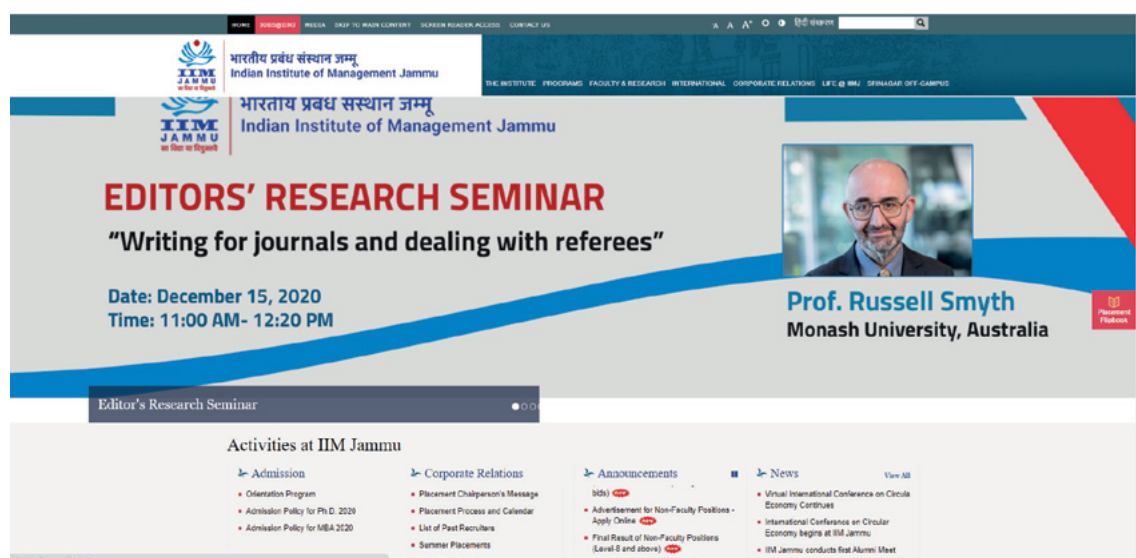 HOME JOBS@IIMJ MEDIA SKIP TO MAIN CONTENT SCREEN READER ACCESS CONTACT US
-A A A+ हिंदी संस्करण
भारतीय प्रबंध संस्थान जम्मू
Indian Institute of Management Jammu
IIM
JAMMU
सा विद्या या विमुक्तये
THE INSTITUTE PROGRAMS FACULTY & RESEARCH INTERNATIONAL CORPORATE RELATIONS LIFE @ IIMJ SRINAGAR OFF-CAMPUS
भारतीय प्रबंध संस्थान जम्मू
Indian Institute of Management Jammu
IIM
JAMMU
सा विद्या या विमुक्तये
EDITORS' RESEARCH SEMINAR
"Writing for journals and dealing with referees"
Date: December 15, 2020
Time: 11:00 AM- 12:20 PM
Prof. Russell Smyth
Monash University, Australia
Placement
Flipbook
Editor's Research Seminar
Activities at IIM Jammu
Admission
Orientation Program
Admission Policy for Ph.D. 2020
Admission Policy for MBA 2020
Corporate Relations
Placement Chairperson's Message
Placement Process and Calendar
List of Past Recruiters
Summer Placements
Announcements
bids) new
Advertisement for Non-Faculty Positions -
Apply Online new
Final Result of Non-Faculty Positions
(Level-8 and above) new
News View All
Virtual International Conference on Circula
Economy Continues
International Conference on Circular
Economy begins at IIM Jammu
IIM Jammu conducts first Alumni Meet